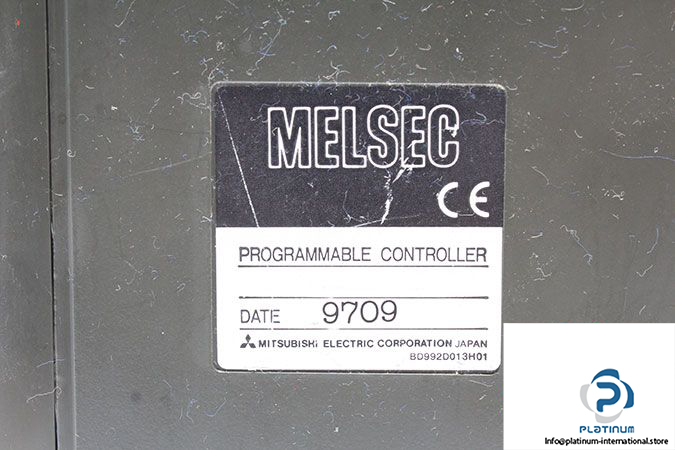 MELSEC
CE
PROGRAMMABLE CONTROLLER
DATE 9709
MITSUBISHI ELECTRIC CORPORATION JAPAN
BD992D013H01
PLATINUM
Info@platinum-international.store